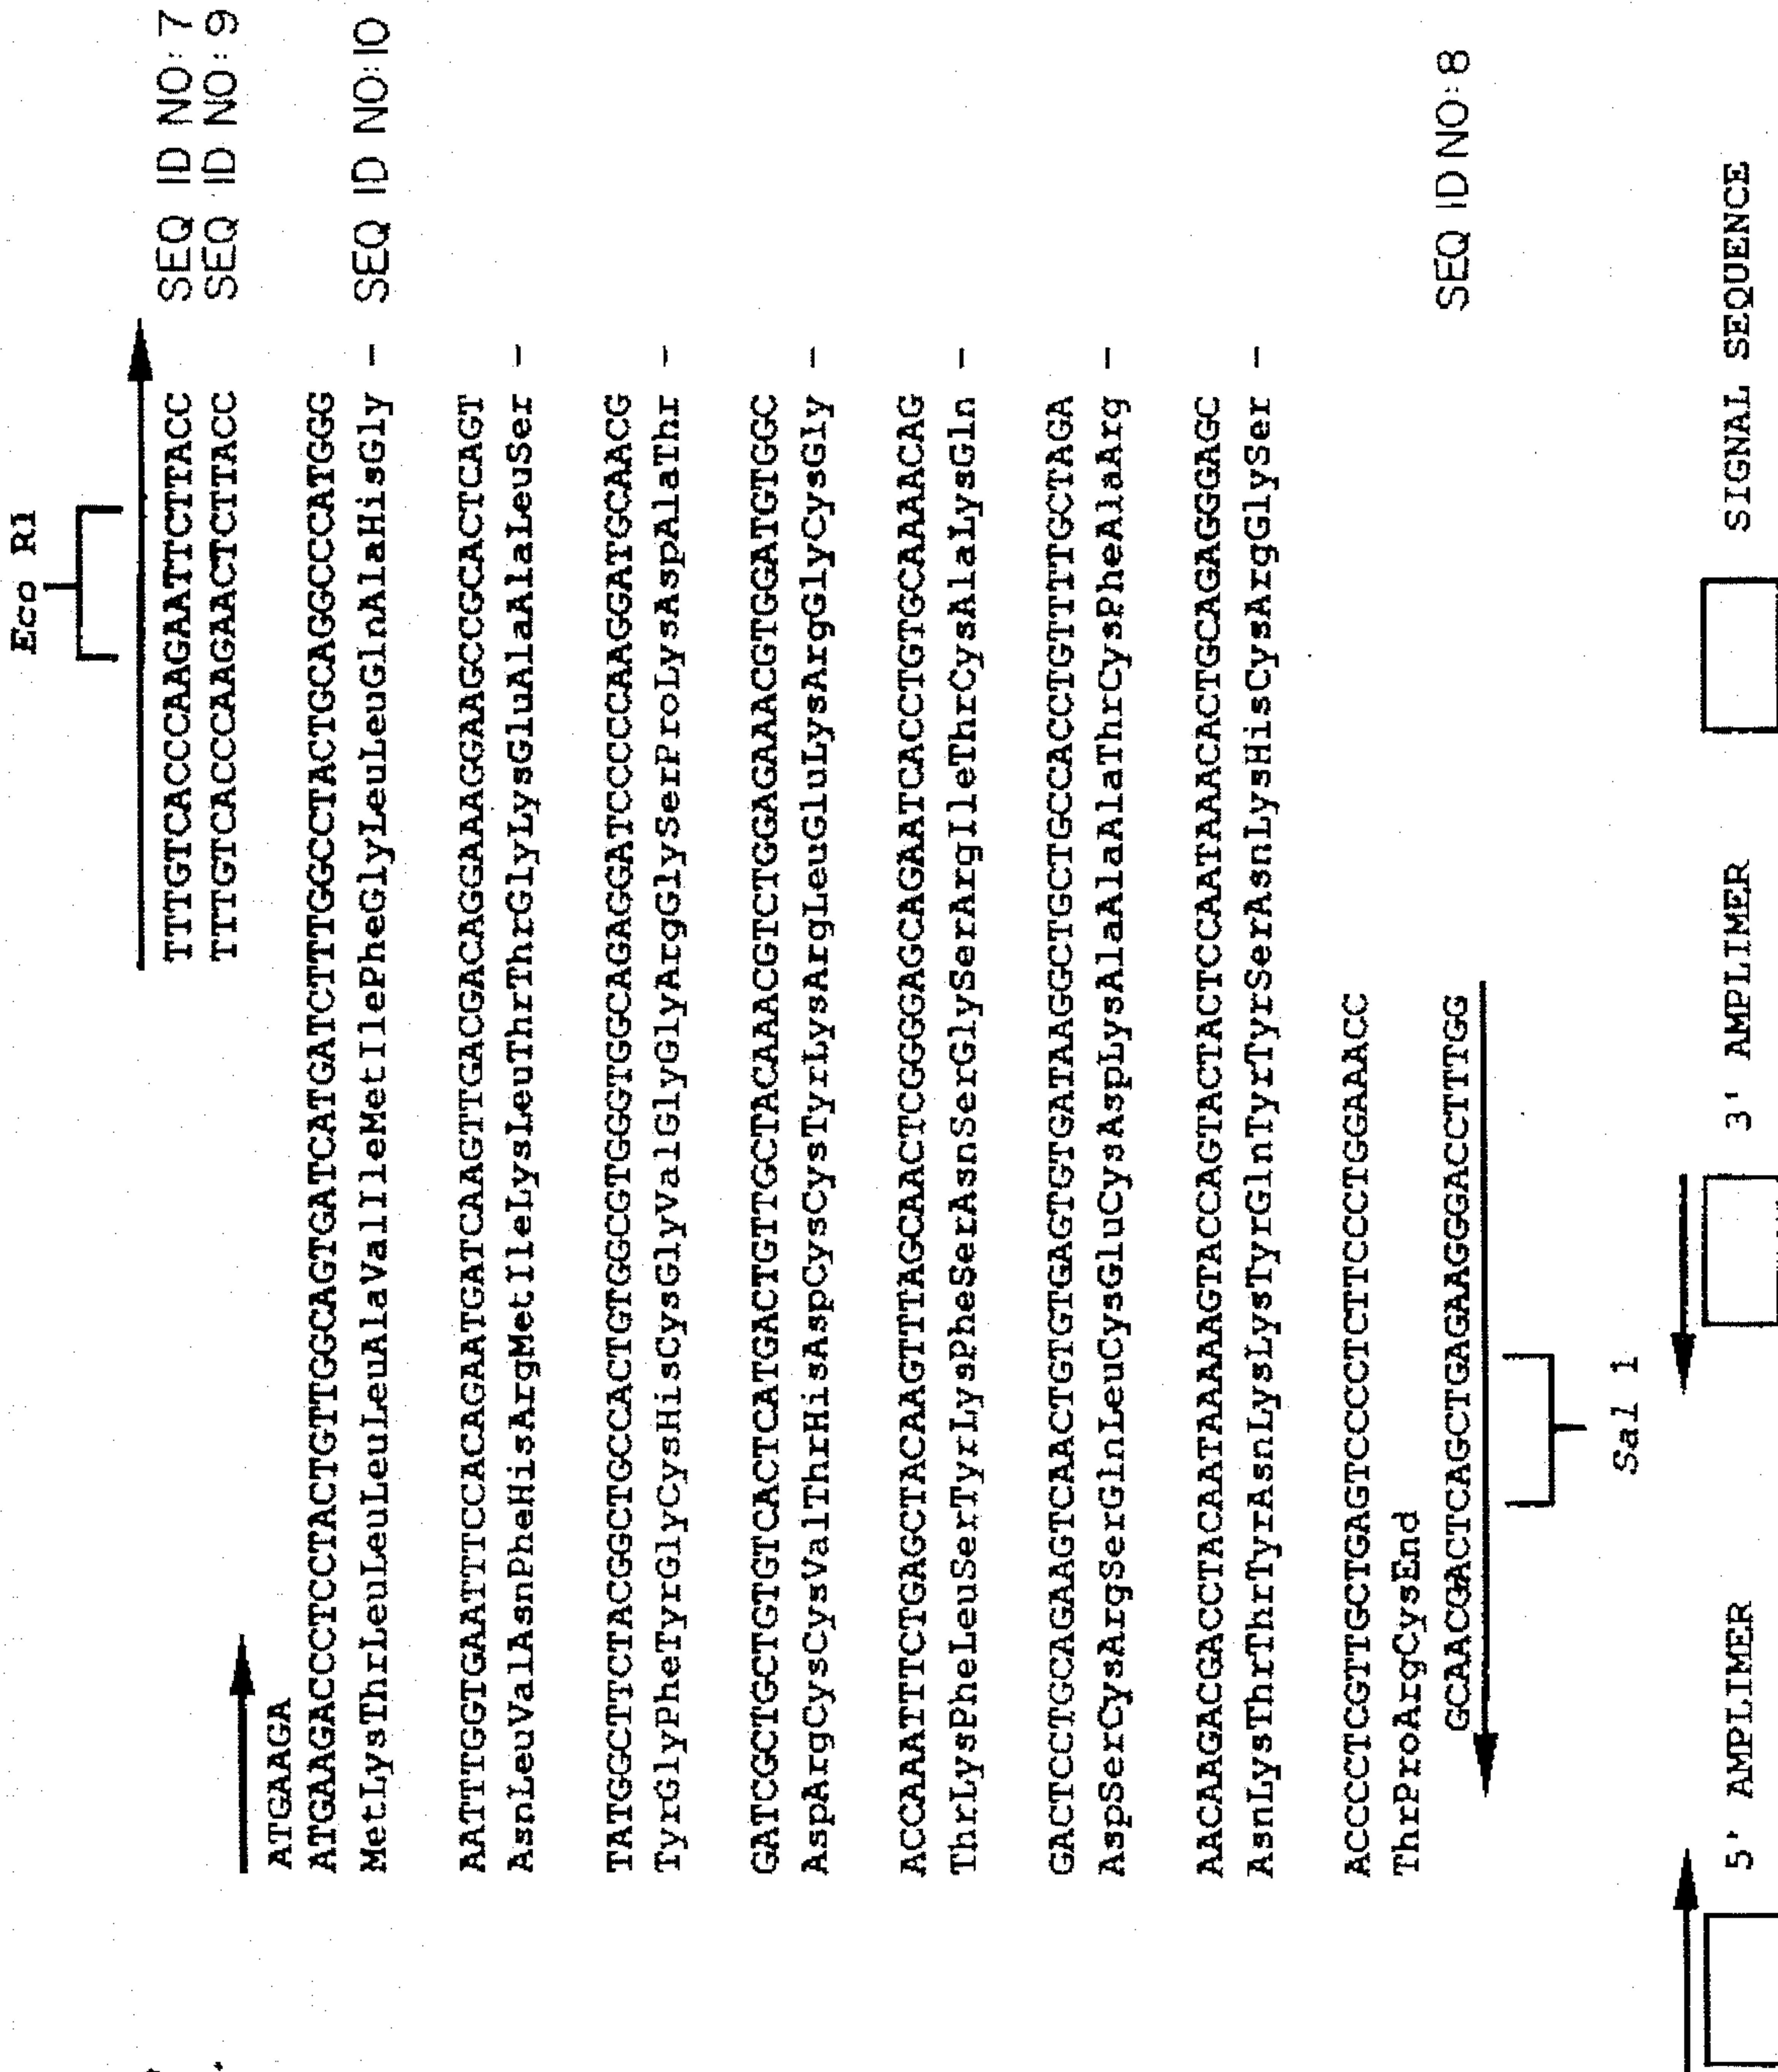 Eco R1
TTTGTCACCCAAGAATTCTTACC SEQ ID NO: 7
TTTGTCACCCAAGAACTCTTACC SEQ ID NO: 9
ATGAAGA
ATGAAGACCCTCCTACTGTTGGCAGTGATCATGATCTTTGGCCTACTGCAGGCCCATGGG
MetLysThrLeuLeuLeuLeuAlaValIleMetIlePheGlyLeuLeuGlnAlaHisGly - SEQ ID NO:10
AATTTGGTGAATTTCCACAGAATGATCAAGTTGACGACAGGAAAGGAAGCCGCACTCAGT
AsnLeuValAsnPheHisArgMetIleLysLeuThrThrGlyLysGluAlaAlaLeuSer -
TATGGCTTCTACGGCTGCCACTGTGGCGTGGGTGGCAGAGGATCCCCCAAGGATGCAACG
TyrGlyPheTyrGlyCysHisCysGlyValGlyGlyArgGlySerProLysAspAlaThr -
GATCGCTGCTGTGTCACTCATGACTGTTGCTACAAACGTCTGGAGAAACGTGGATGTGGC
AspArgCysCysValThrHisAspCysCysTyrLysArgLeuGluLysArgGlyCysGly -
ACCAAATTTCTGAGCTACAAGTTTAGCAACTCGGGGAGCAGAATCACCTGTGCAAAACAG
ThrLysPheLeuSerTyrLysPheSerAsnSerGlySerArgIleThrCysAlaLysGln -
GACTCCTGCAGAAGTCAACTGTGTGAGTGTGATAAGGCTGCTGCCACCTGTTTTGCTAGA
AspSerCysArgSerGlnLeuCysGluCysAspLysAlaAlaAlaThrCysPheAlaArg -
AACAAGACGACCTACAATAAAAAGTACCAGTACTACTCCAATAAACACTGCAGAGGGAGC
AsnLysThrThrTyrAsnLysLysTyrGlnTyrTyrSerAsnLysHisCysArgGlySer -
ACCCCTCGTTGCTGAGTCCCCTCTTCCCTGGAAACC
ThrProArgCysEnd
GCAACGACTCAGCTGAGAAGGGACCTTTGG SEQ ID NO:8
Sal 1
5' AMPLIMER 3' AMPLIMER SIGNAL SEQUENCE